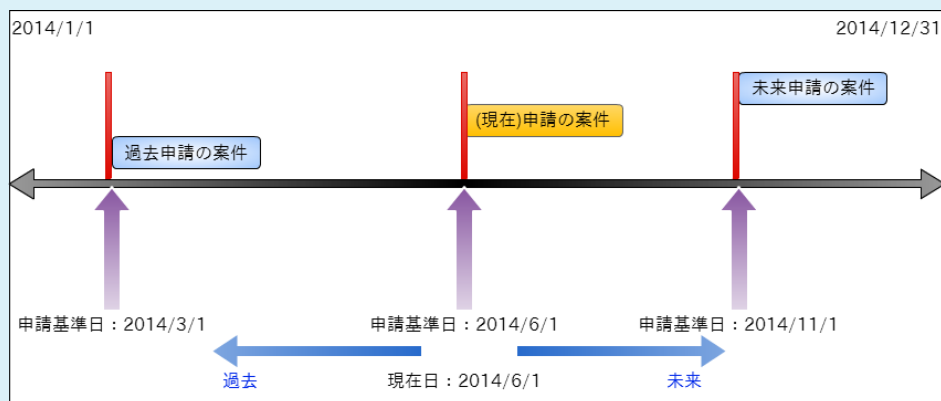 2014/1/1
2014/12/31
未来申請の案件
(現在)申請の案件
過去申請の案件
申請基準日：2014/3/1
申請基準日：2014/6/1
申請基準日：2014/11/1
過去
現在日：2014/6/1
未来